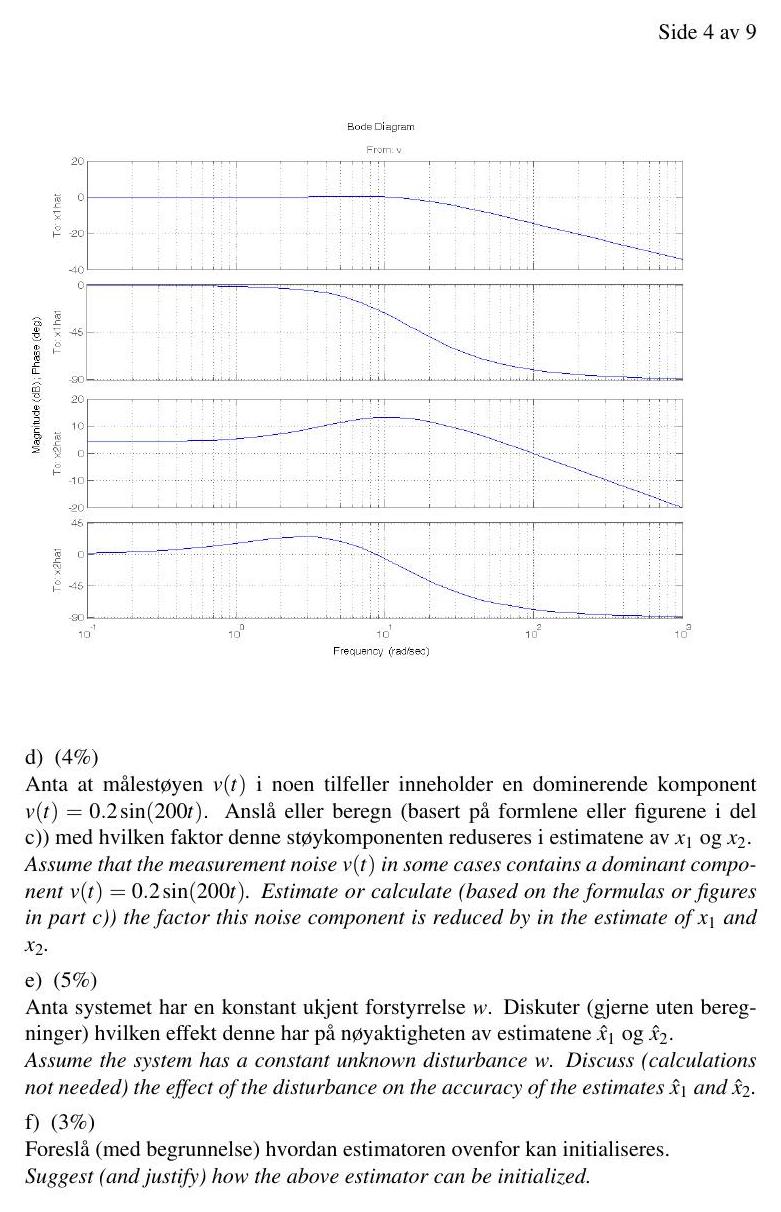 Side 4 av 9
Bode Diagram
From: v
20
0
-20
-40
To: x1hat
0
-45
-90
To: x1hat
Magnitude (dB); Phase (deg)
20
10
0
-10
-20
To: x2hat
45
0
-45
-90
To: x2hat
10^-1
10^0
10^1
10^2
10^3
Frequency (rad/sec)
d) (4%)
Anta at målestøyen v(t) i noen tilfeller inneholder en dominerende komponent
v(t) = 0.2sin(200t). Anslå eller beregn (basert på formlene eller figurene i del
c)) med hvilken faktor denne støykomponenten reduseres i estimatene av x₁ og x₂.
Assume that the measurement noise v(t) in some cases contains a dominant compo-
nent v(t) = 0.2sin(200t). Estimate or calculate (based on the formulas or figures
in part c)) the factor this noise component is reduced by in the estimate of x₁ and
x₂.
e) (5%)
Anta systemet har en konstant ukjent forstyrrelse w. Diskuter (gjerne uten bereg-
ninger) hvilken effekt denne har på nøyaktigheten av estimatene x̂₁ og x̂₂.
Assume the system has a constant unknown disturbance w. Discuss (calculations
not needed) the effect of the disturbance on the accuracy of the estimates x̂₁ and x̂₂.
f) (3%)
Foreslå (med begrunnelse) hvordan estimatoren ovenfor kan initialiseres.
Suggest (and justify) how the above estimator can be initialized.